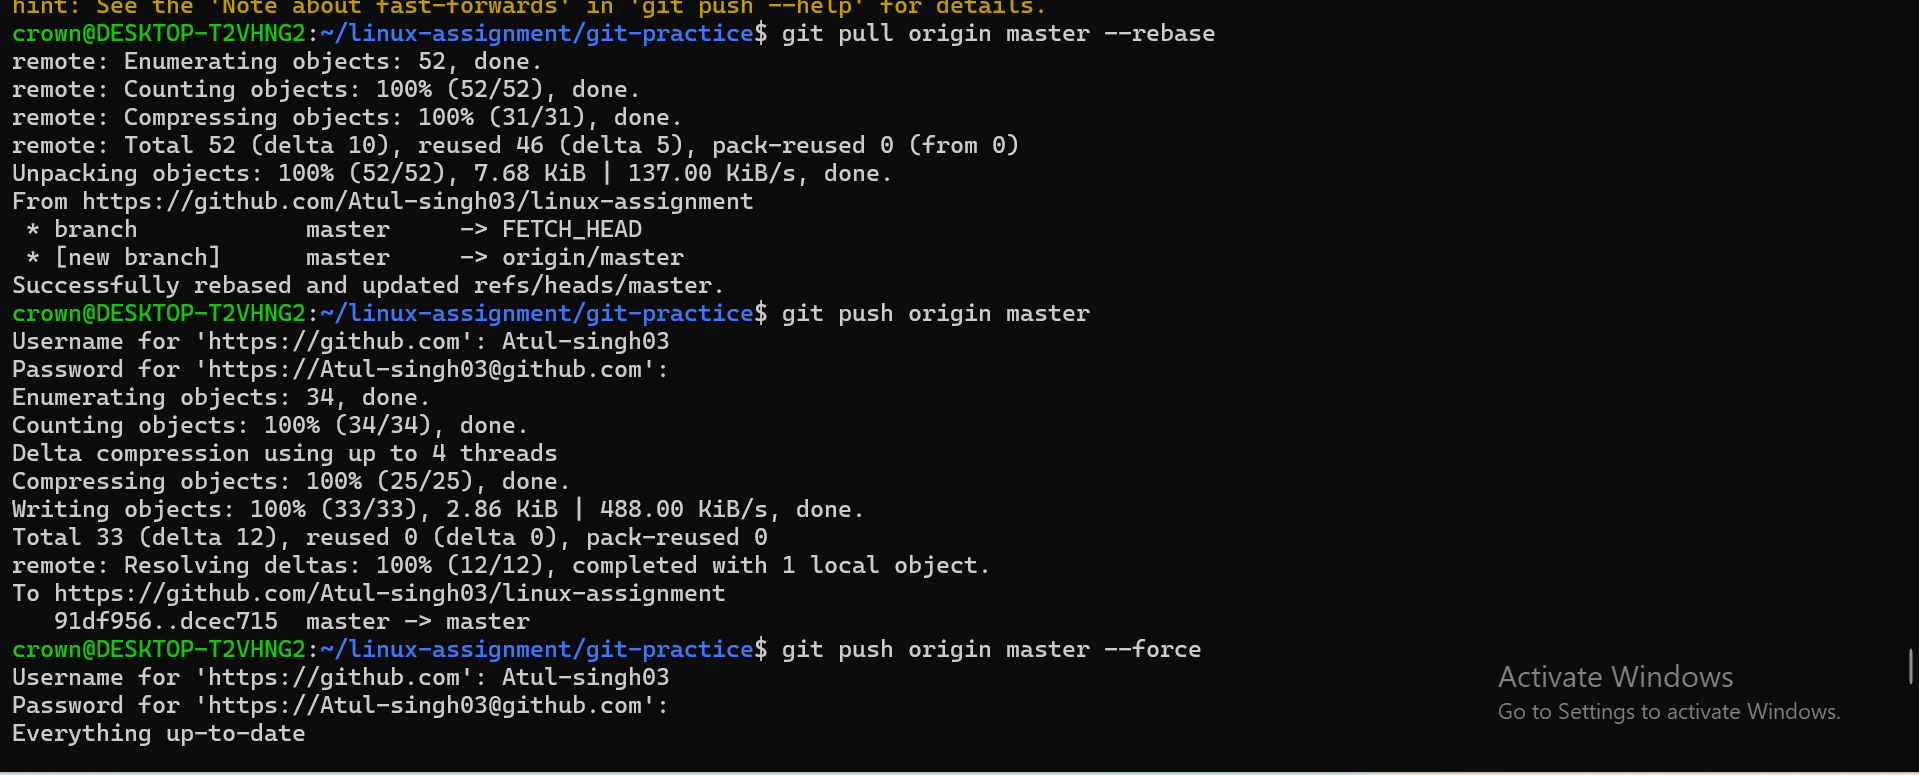 hint: See the 'Note about fast-forwards' in 'git push --help' for details.
crown@DESKTOP-T2VHNG2:~/linux-assignment/git-practice$ git pull origin master --rebase
remote: Enumerating objects: 52, done.
remote: Counting objects: 100% (52/52), done.
remote: Compressing objects: 100% (31/31), done.
remote: Total 52 (delta 10), reused 46 (delta 5), pack-reused 0 (from 0)
Unpacking objects: 100% (52/52), 7.68 KiB | 137.00 KiB/s, done.
From https://github.com/Atul-singh03/linux-assignment
 * branch            master     -> FETCH_HEAD
 * [new branch]      master     -> origin/master
Successfully rebased and updated refs/heads/master.
crown@DESKTOP-T2VHNG2:~/linux-assignment/git-practice$ git push origin master
Username for 'https://github.com': Atul-singh03
Password for 'https://Atul-singh03@github.com':
Enumerating objects: 34, done.
Counting objects: 100% (34/34), done.
Delta compression using up to 4 threads
Compressing objects: 100% (25/25), done.
Writing objects: 100% (33/33), 2.86 KiB | 488.00 KiB/s, done.
Total 33 (delta 12), reused 0 (delta 0), pack-reused 0
remote: Resolving deltas: 100% (12/12), completed with 1 local object.
To https://github.com/Atul-singh03/linux-assignment
   91df956..dcec715  master -> master
crown@DESKTOP-T2VHNG2:~/linux-assignment/git-practice$ git push origin master --force
Username for 'https://github.com': Atul-singh03
Password for 'https://Atul-singh03@github.com':
Everything up-to-date
Activate Windows
Go to Settings to activate Windows.